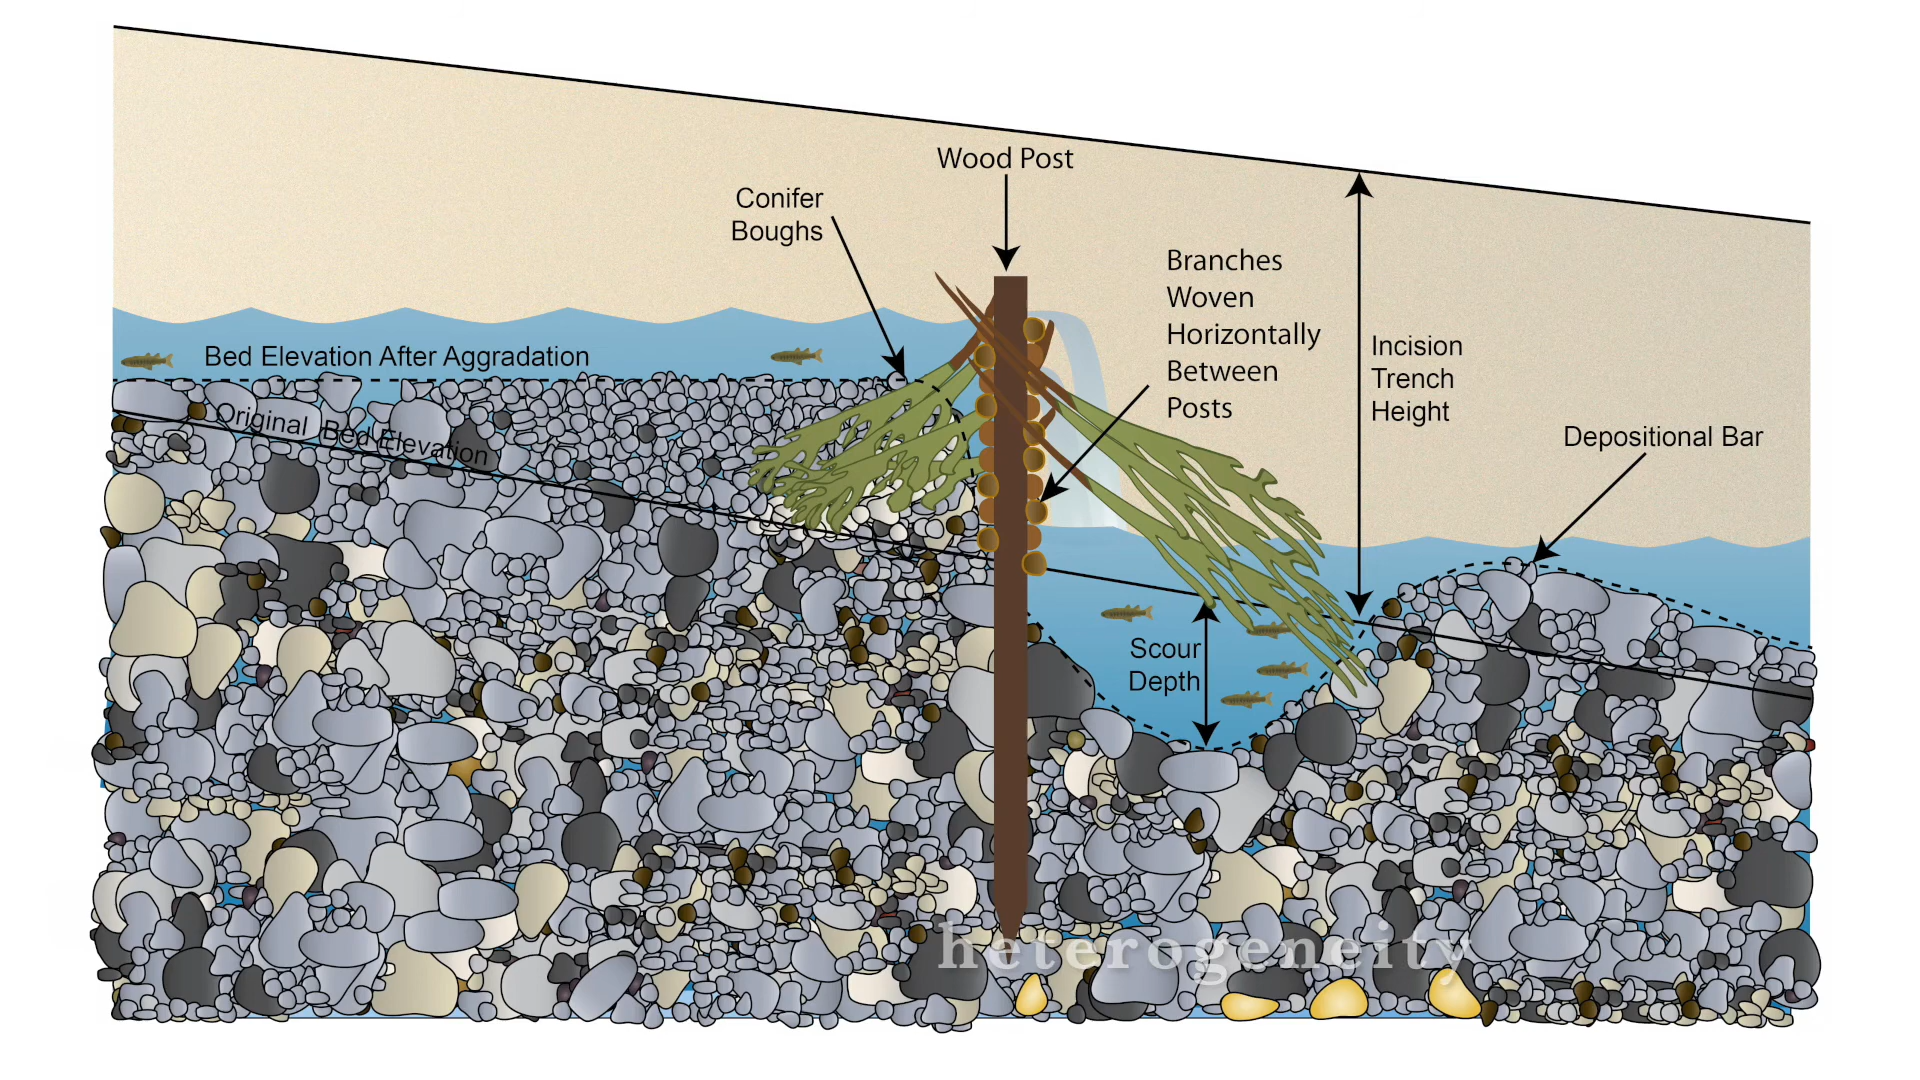 Wood Post
Conifer
Boughs
Branches
Woven
Horizontally
Between
Posts
Incision
Trench
Height
Bed Elevation After Aggradation
Original Bed Elevation
Depositional Bar
Scour
Depth
heterogeneity